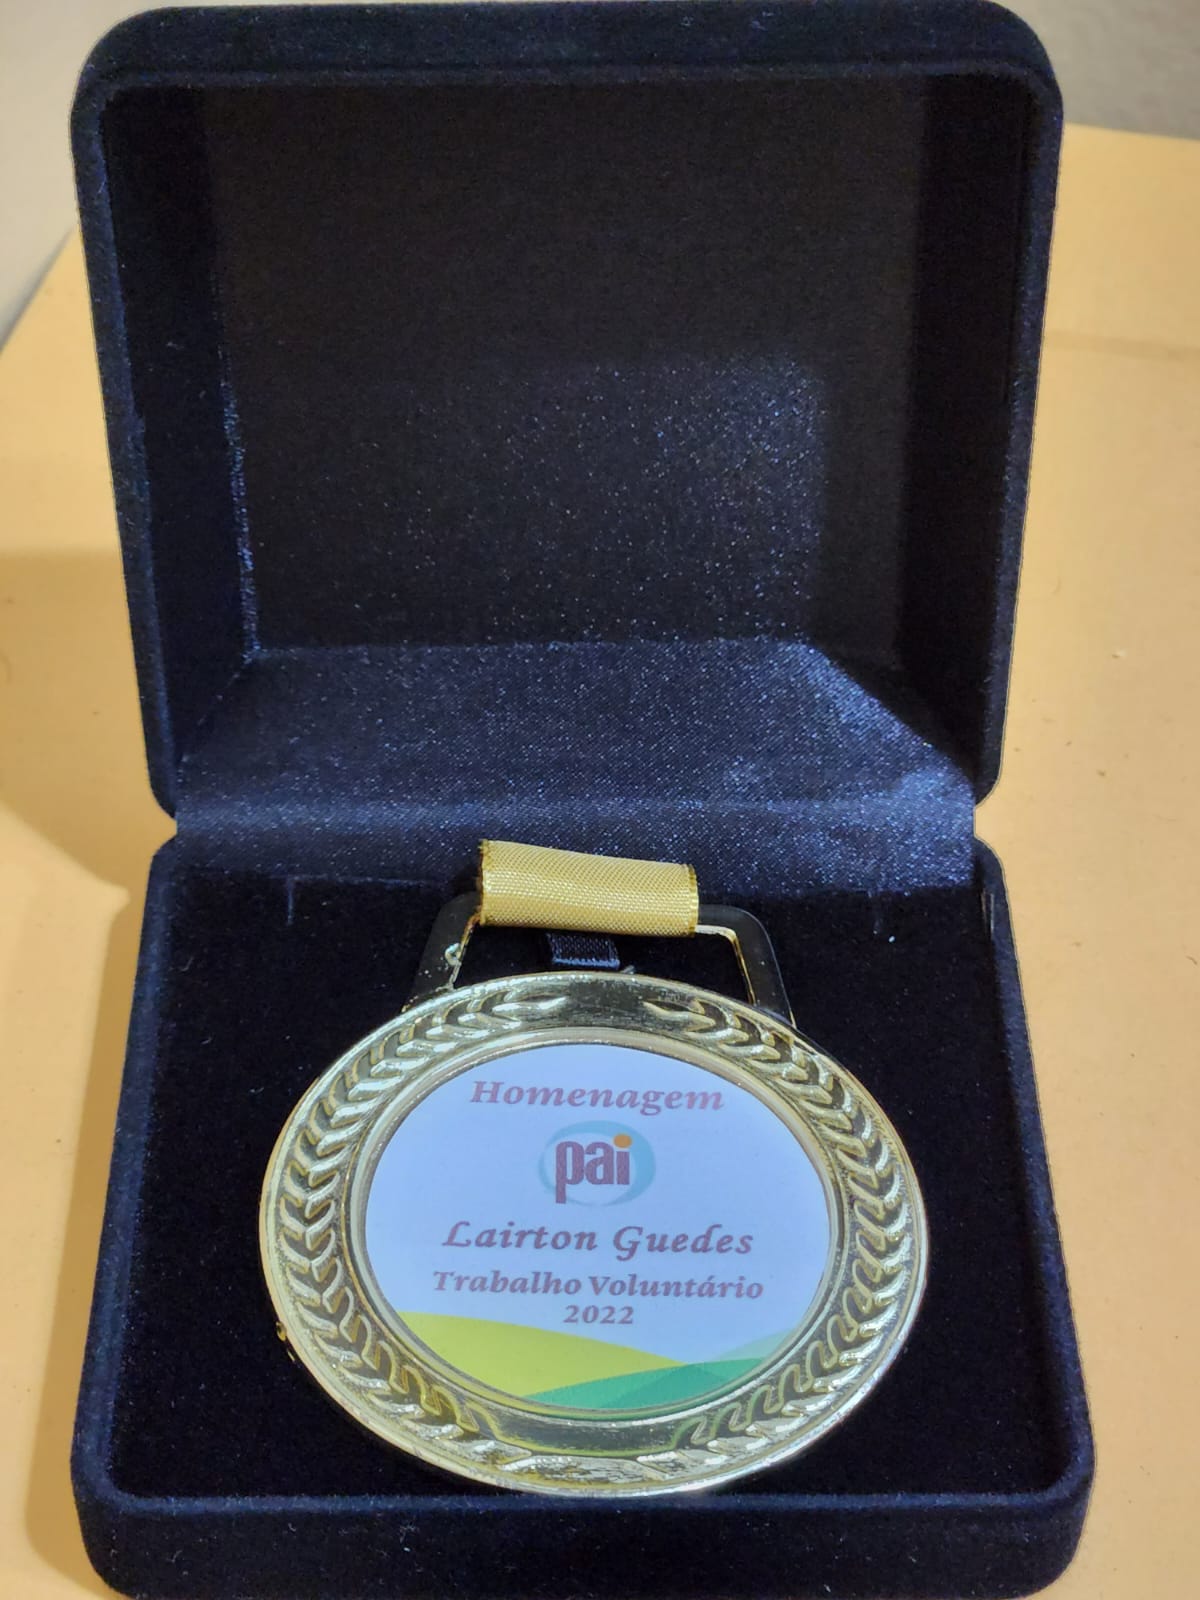 Homenagem
pai
Lairton Guedes
Trabalho Voluntário
2022